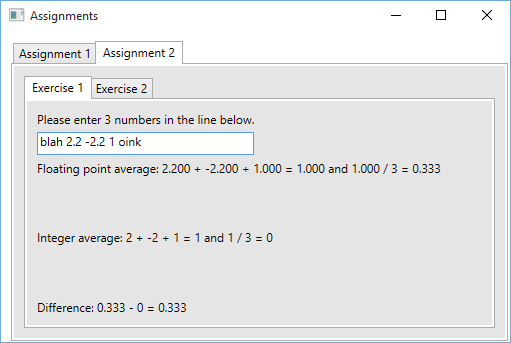 Assignments
Assignment 1 Assignment 2
Exercise 1 Exercise 2
Please enter 3 numbers in the line below.
blah 2.2 -2.2 1 oink
Floating point average: 2.200 + -2.200 + 1.000 = 1.000 and 1.000 / 3 = 0.333
Integer average: 2 + -2 + 1 = 1 and 1 / 3 = 0
Difference: 0.333 - 0 = 0.333